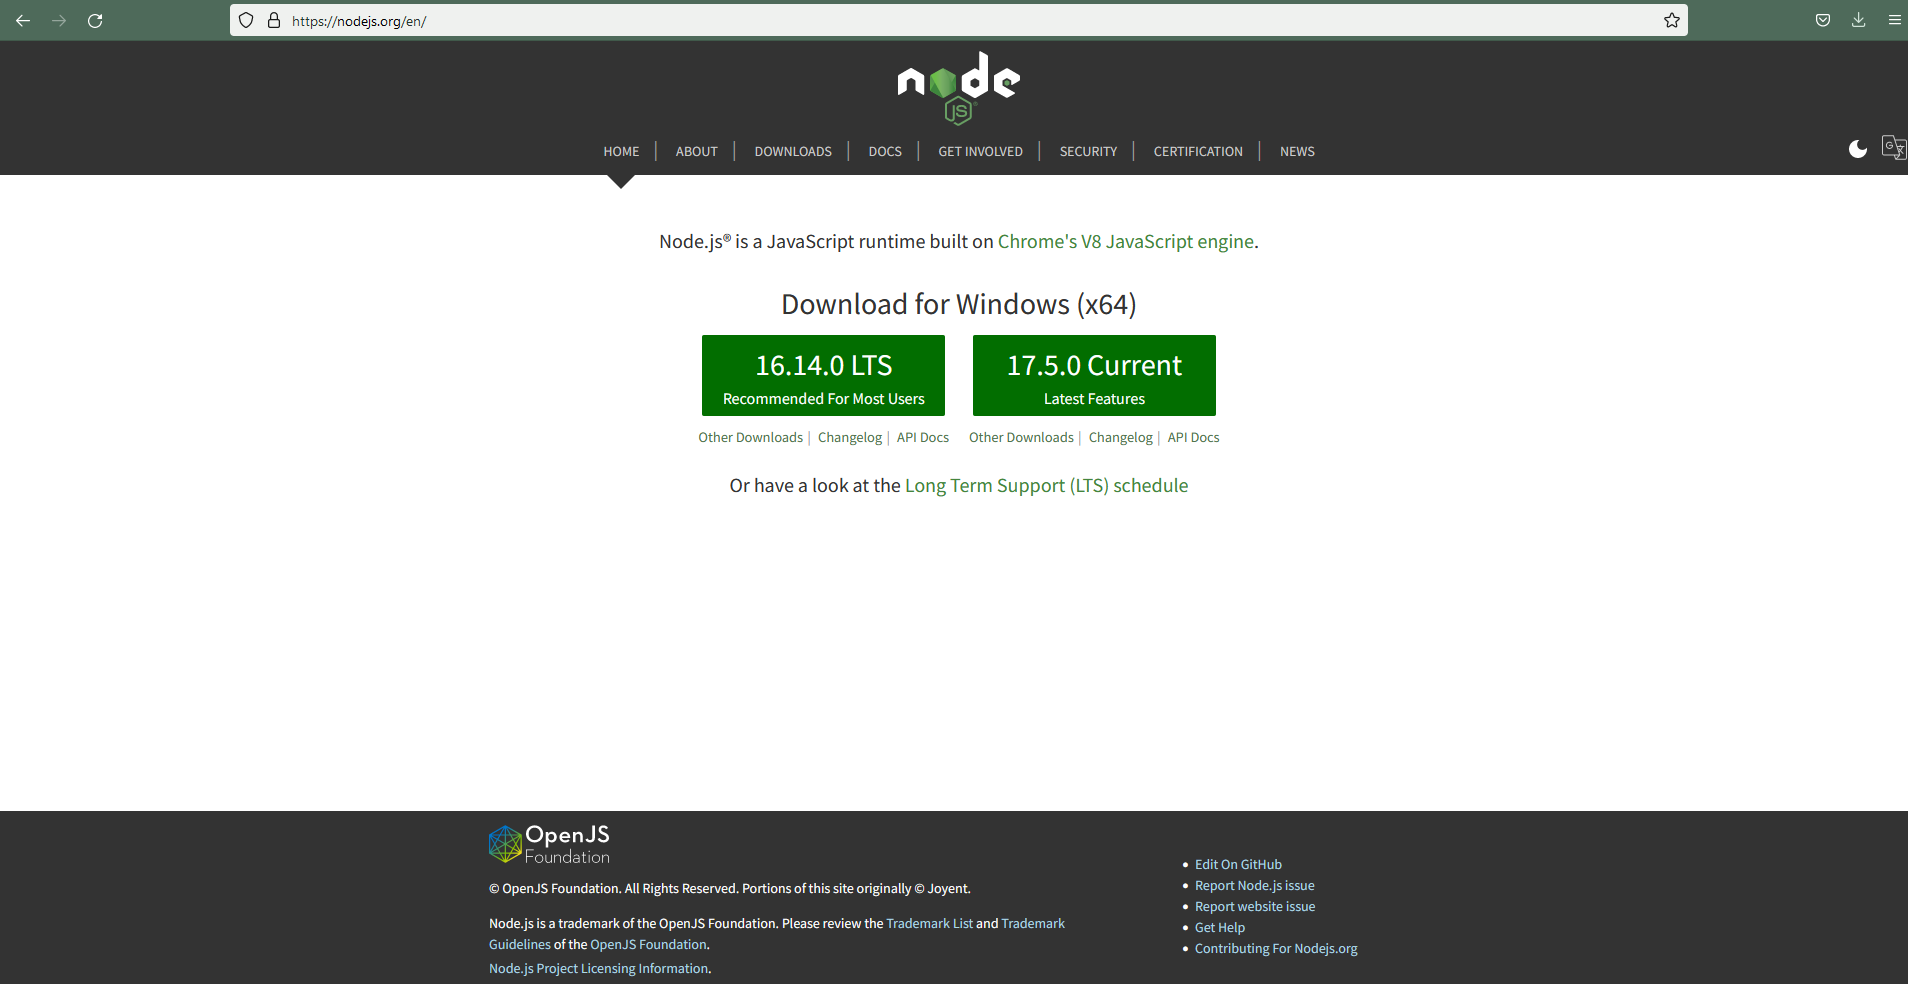 https://nodejs.org/en/
node
JS
HOME | ABOUT | DOWNLOADS | DOCS | GET INVOLVED | SECURITY | CERTIFICATION | NEWS
Node.js® is a JavaScript runtime built on Chrome's V8 JavaScript engine.
Download for Windows (x64)
16.14.0 LTS
Recommended For Most Users
17.5.0 Current
Latest Features
Other Downloads | Changelog | API Docs
Other Downloads | Changelog | API Docs
Or have a look at the Long Term Support (LTS) schedule
OpenJS
Foundation
© OpenJS Foundation. All Rights Reserved. Portions of this site originally © Joyent.
Node.js is a trademark of the OpenJS Foundation. Please review the Trademark List and Trademark
Guidelines of the OpenJS Foundation.
Node.js Project Licensing Information.
Edit On GitHub
Report Node.js issue
Report website issue
Get Help
Contributing For Nodejs.org